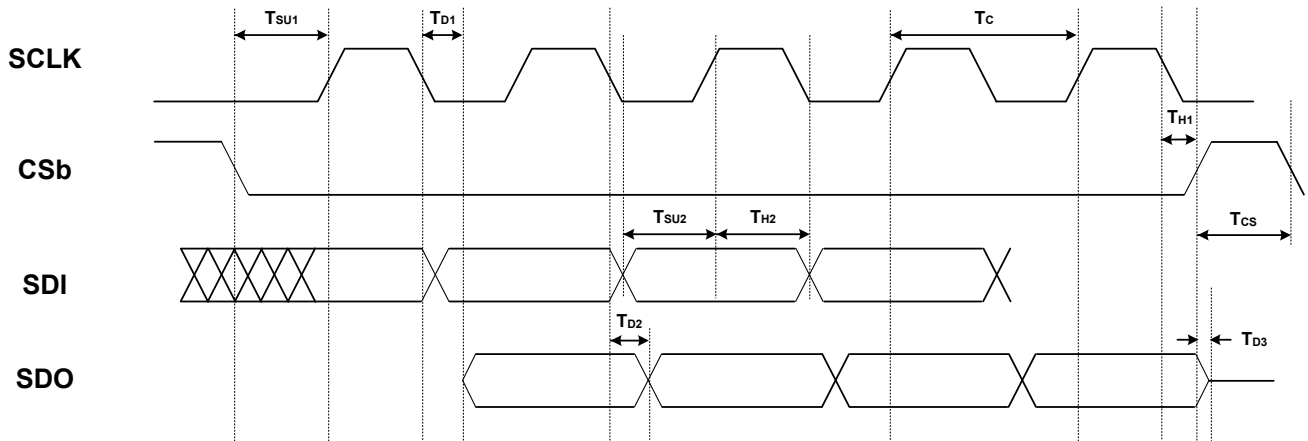 TSU1
TD1
TC
SCLK
TH1
CSb
TSU2
TH2
TCS
SDI
TD2
TD3
SDO